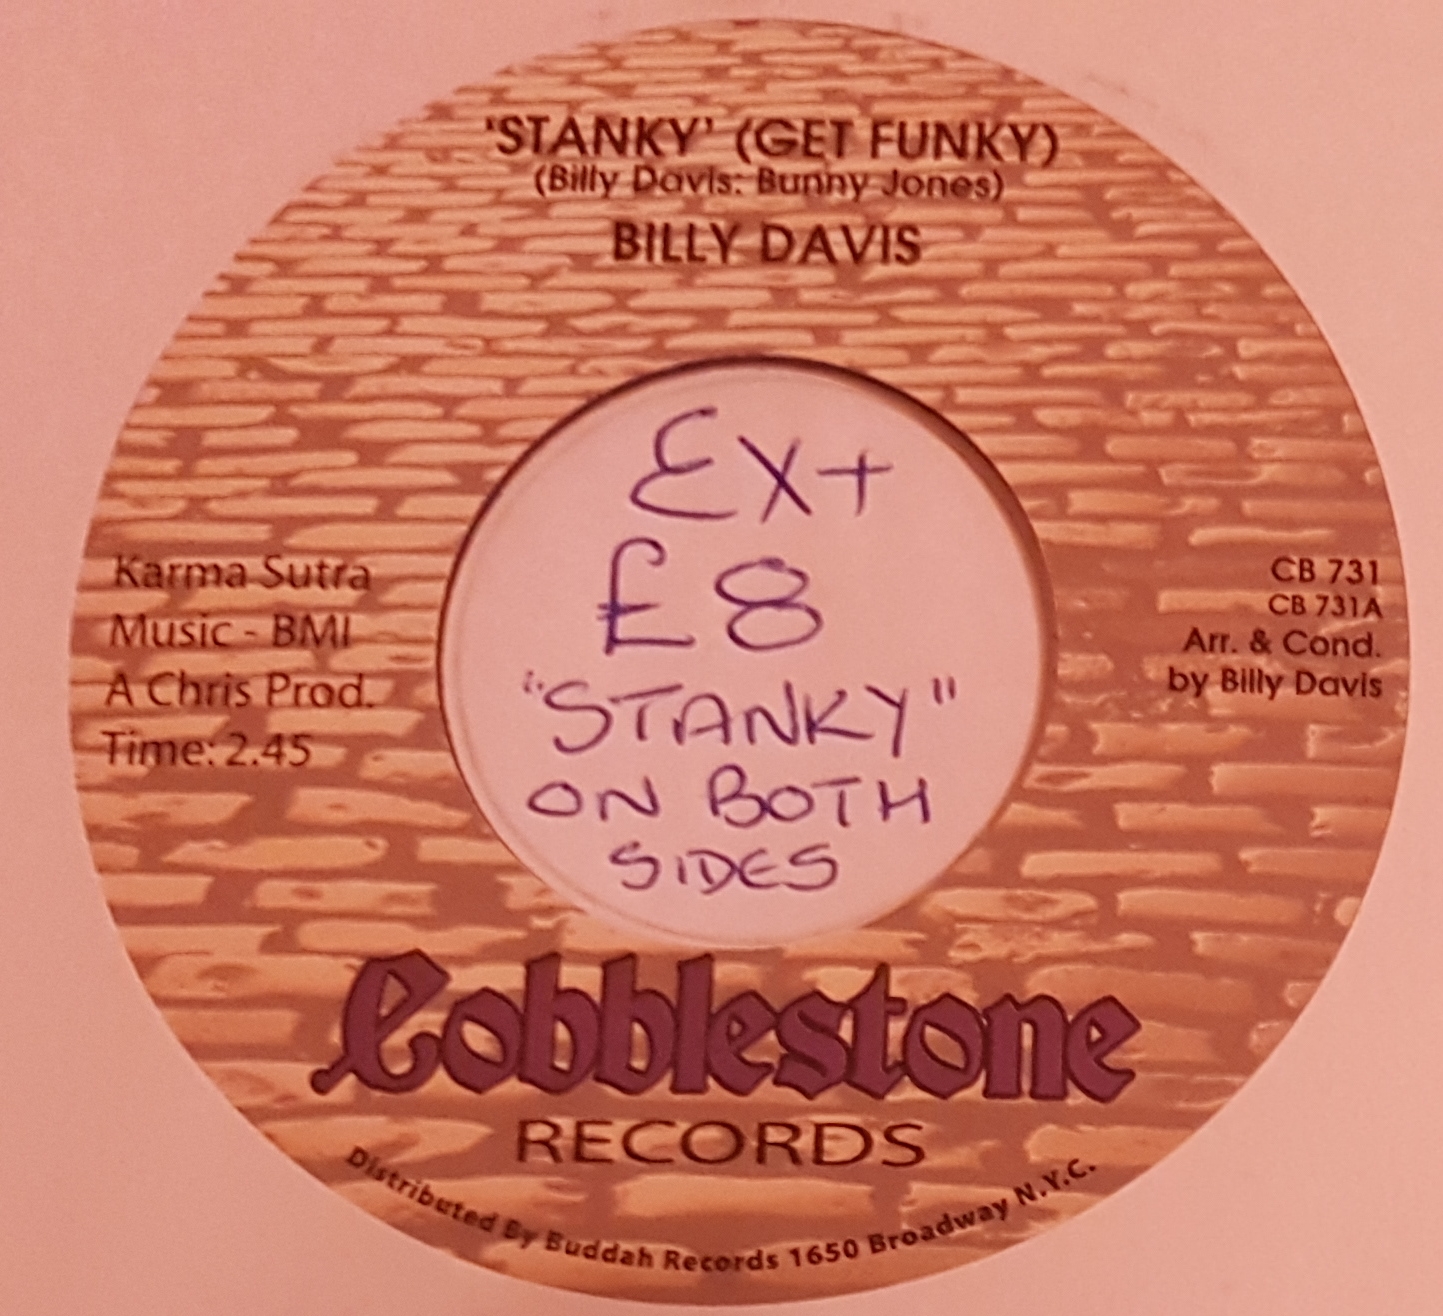 'STANKY' (GET FUNKY)
(Billy Davis: Bunny Jones)
BILLY DAVIS
EX+
£8
"STANKY"
ON BOTH
SIDES
Karma Sutra
Music - BMI
A Chris Prod.
Time: 2.45
CB 731
CB 731A
Arr. & Cond.
by Billy Davis
Cobblestone
RECORDS
Distributed By Buddah Records 1650 Broadway N.Y.C.